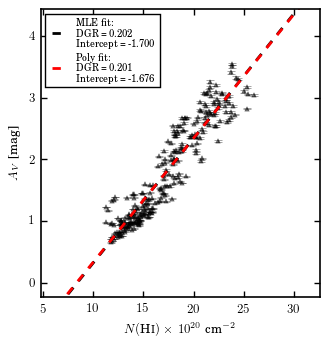 MLE fit:
DGR = 0.202
Intercept = -1.700
Poly fit:
DGR = 0.201
Intercept = -1.676
4
3
2
1
0
A_V [mag]
5 10 15 20 25 30
N(HI) × 10^20 cm^−2